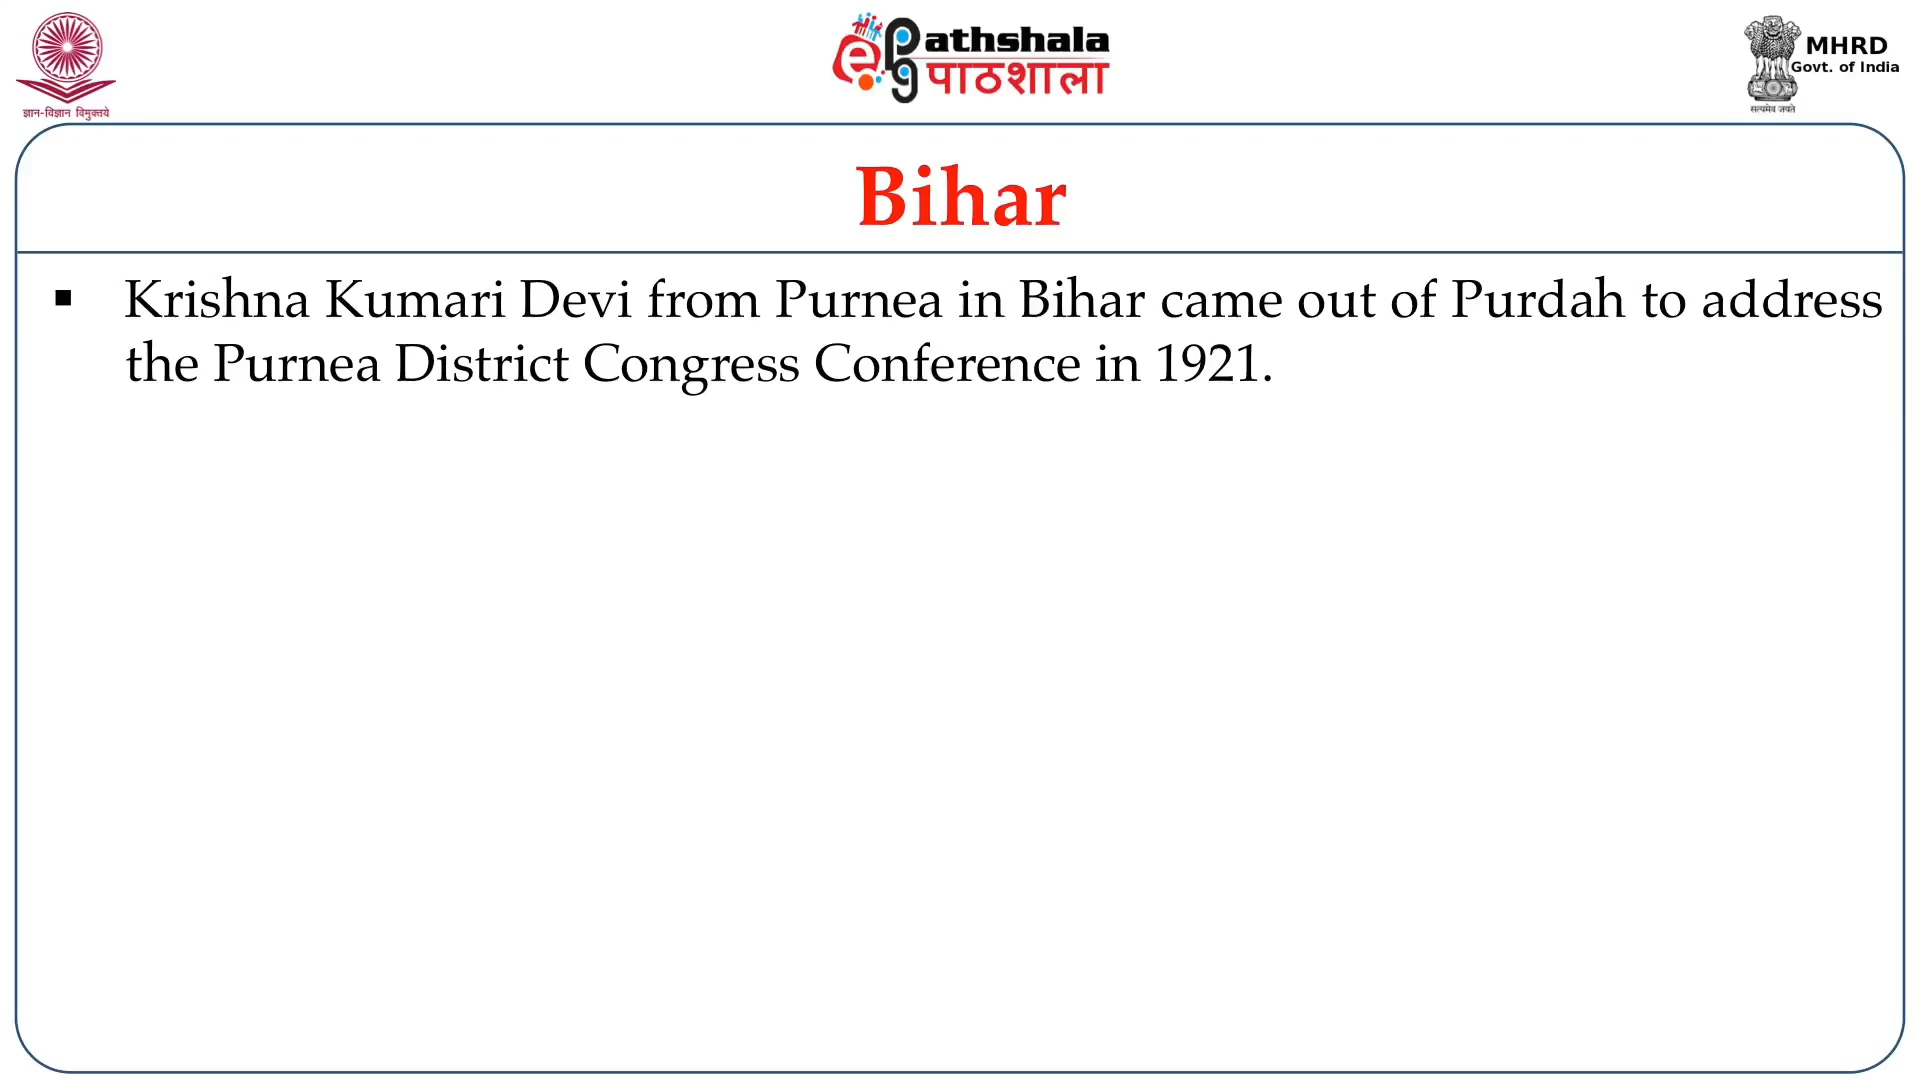 ज्ञान-विज्ञान विमुक्तये
e
pg
athshala
पाठशाला
MHRD
Govt. of India
सत्यमेव जयते
Bihar
▪ Krishna Kumari Devi from Purnea in Bihar came out of Purdah to address
the Purnea District Congress Conference in 1921.